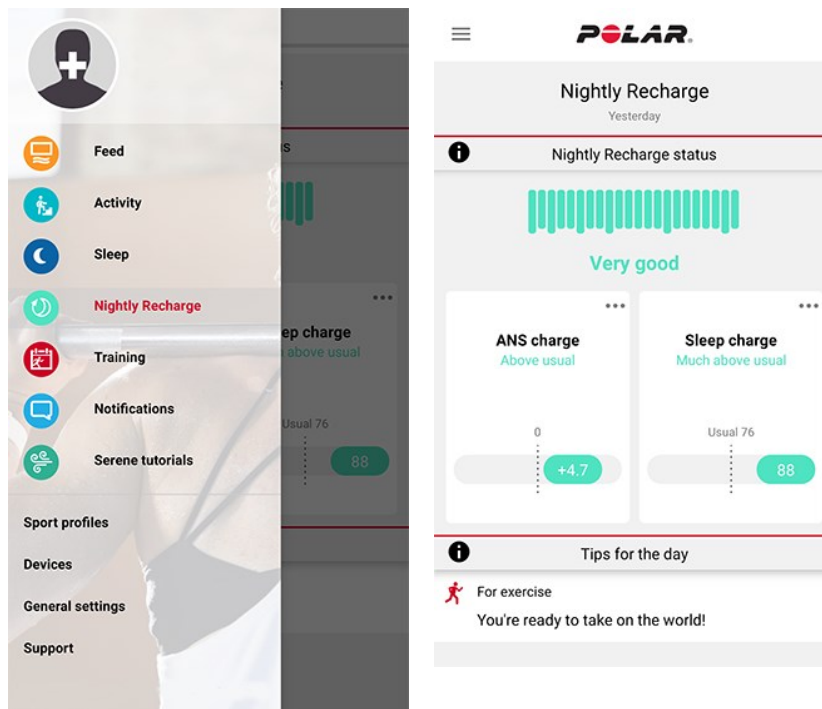 Feed
Activity
Sleep
Nightly Recharge
Training
Notifications
Serene tutorials
Sport profiles
Devices
General settings
Support
ep charge
above usual
Usual 76
88
POLAR
Nightly Recharge
Yesterday
Nightly Recharge status
Very good
ANS charge
Above usual
0
+4.7
Sleep charge
Much above usual
Usual 76
88
Tips for the day
For exercise
You're ready to take on the world!